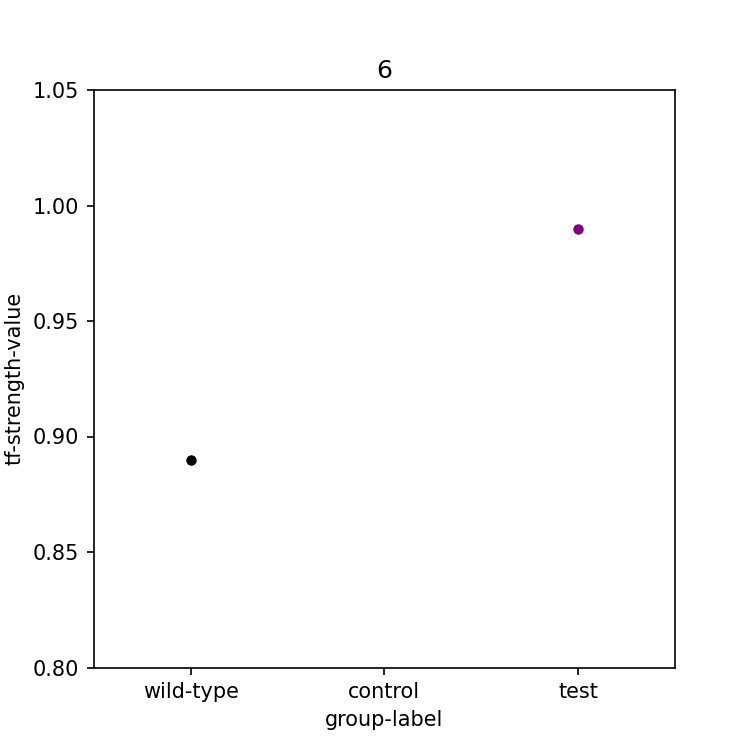 6
1.05
1.00
0.95
0.90
0.85
0.80
tf-strength-value
wild-type control test
group-label